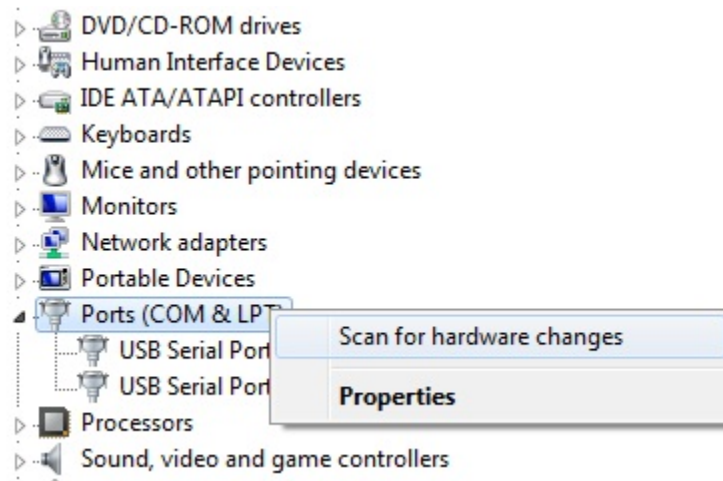 DVD/CD-ROM drives
Human Interface Devices
IDE ATA/ATAPI controllers
Keyboards
Mice and other pointing devices
Monitors
Network adapters
Portable Devices
Ports (COM & LPT)
Scan for hardware changes
USB Serial Port
USB Serial Port
Properties
Processors
Sound, video and game controllers